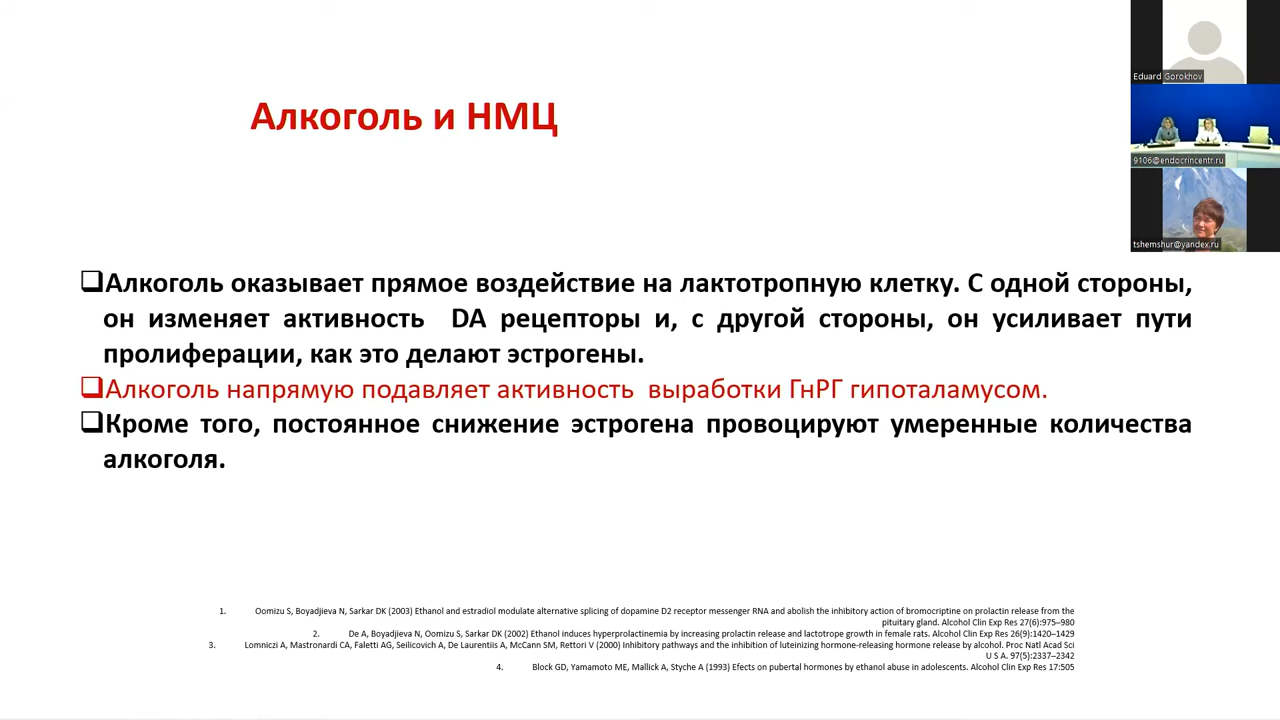 Алкоголь и НМЦ
❑Алкоголь оказывает прямое воздействие на лактотропную клетку. С одной стороны,
он изменяет активность DA рецепторы и, с другой стороны, он усиливает пути
пролиферации, как это делают эстрогены.
❑Алкоголь напрямую подавляет активность выработки ГнРГ гипоталамусом.
❑Кроме того, постоянное снижение эстрогена провоцируют умеренные количества
алкоголя.
1. Oomizu S, Boyadjieva N, Sarkar DK (2003) Ethanol and estradiol modulate alternative splicing of dopamine D2 receptor messenger RNA and abolish the inhibitory action of bromocriptine on prolactin release from the
pituitary gland. Alcohol Clin Exp Res 27(6):975–980
2. De A, Boyadjieva N, Oomizu S, Sarkar DK (2002) Ethanol induces hyperprolactinemia by increasing prolactin release and lactotrope growth in female rats. Alcohol Clin Exp Res 26(9):1420–1429
3. Lomniczi A, Mastronardi CA, Faletti AG, Seilicovich A, De Laurentiis A, McCann SM, Rettori V (2000) Inhibitory pathways and the inhibition of luteinizing hormone-releasing hormone release by alcohol. Proc Natl Acad Sci
U S A. 97(5):2337–2342
4. Block GD, Yamamoto ME, Mallick A, Styche A (1993) Efects on pubertal hormones by ethanol abuse in adolescents. Alcohol Clin Exp Res 17:505
Eduard Gorokhov
9106@endocrincentr.ru
tshemshur@yandex.ru